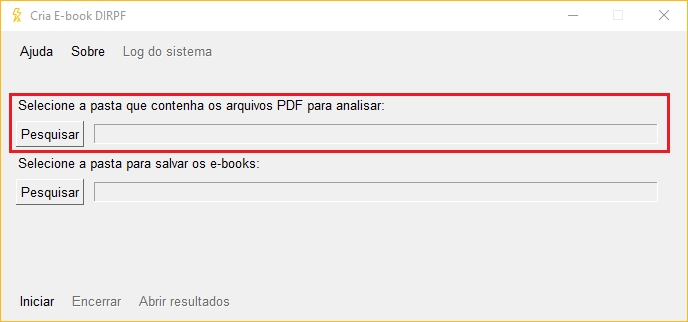 Cria E-book DIRPF
Ajuda Sobre Log do sistema
Selecione a pasta que contenha os arquivos PDF para analisar:
Pesquisar
Selecione a pasta para salvar os e-books:
Pesquisar
Iniciar Encerrar Abrir resultados